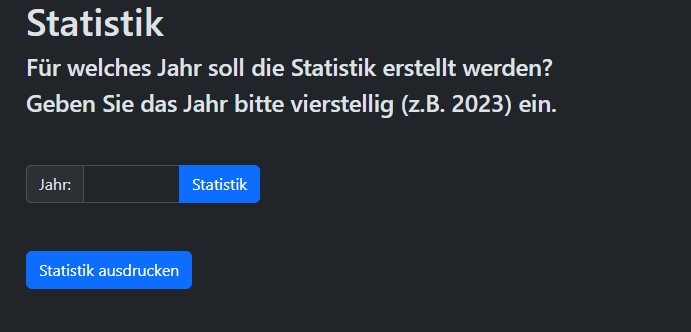 Statistik
Für welches Jahr soll die Statistik erstellt werden?
Geben Sie das Jahr bitte vierstellig (z.B. 2023) ein.
Jahr: Statistik
Statistik ausdrucken